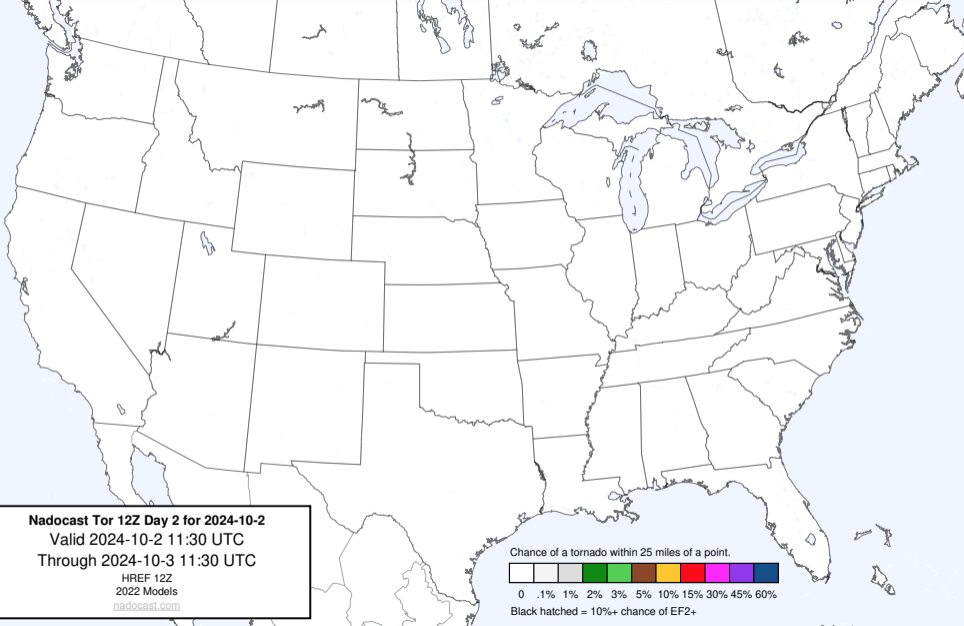 Nadocast Tor 12Z Day 2 for 2024-10-2
Valid 2024-10-2 11:30 UTC
Through 2024-10-3 11:30 UTC
HREF 12Z
2022 Models
nadocast.com
Chance of a tornado within 25 miles of a point.
0 .1% 1% 2% 3% 5% 10% 15% 30% 45% 60%
Black hatched = 10%+ chance of EF2+